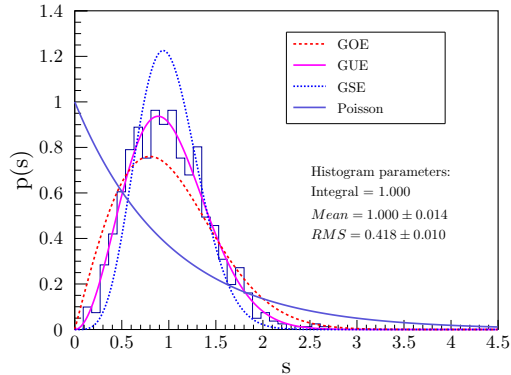 p(s)
1.4
1.2
1
0.8
0.6
0.4
0.2
0
GOE
GUE
GSE
Poisson
Histogram parameters:
Integral = 1.000
Mean = 1.000 ± 0.014
RMS = 0.418 ± 0.010
0 0.5 1 1.5 2 2.5 3 3.5 4 4.5
s